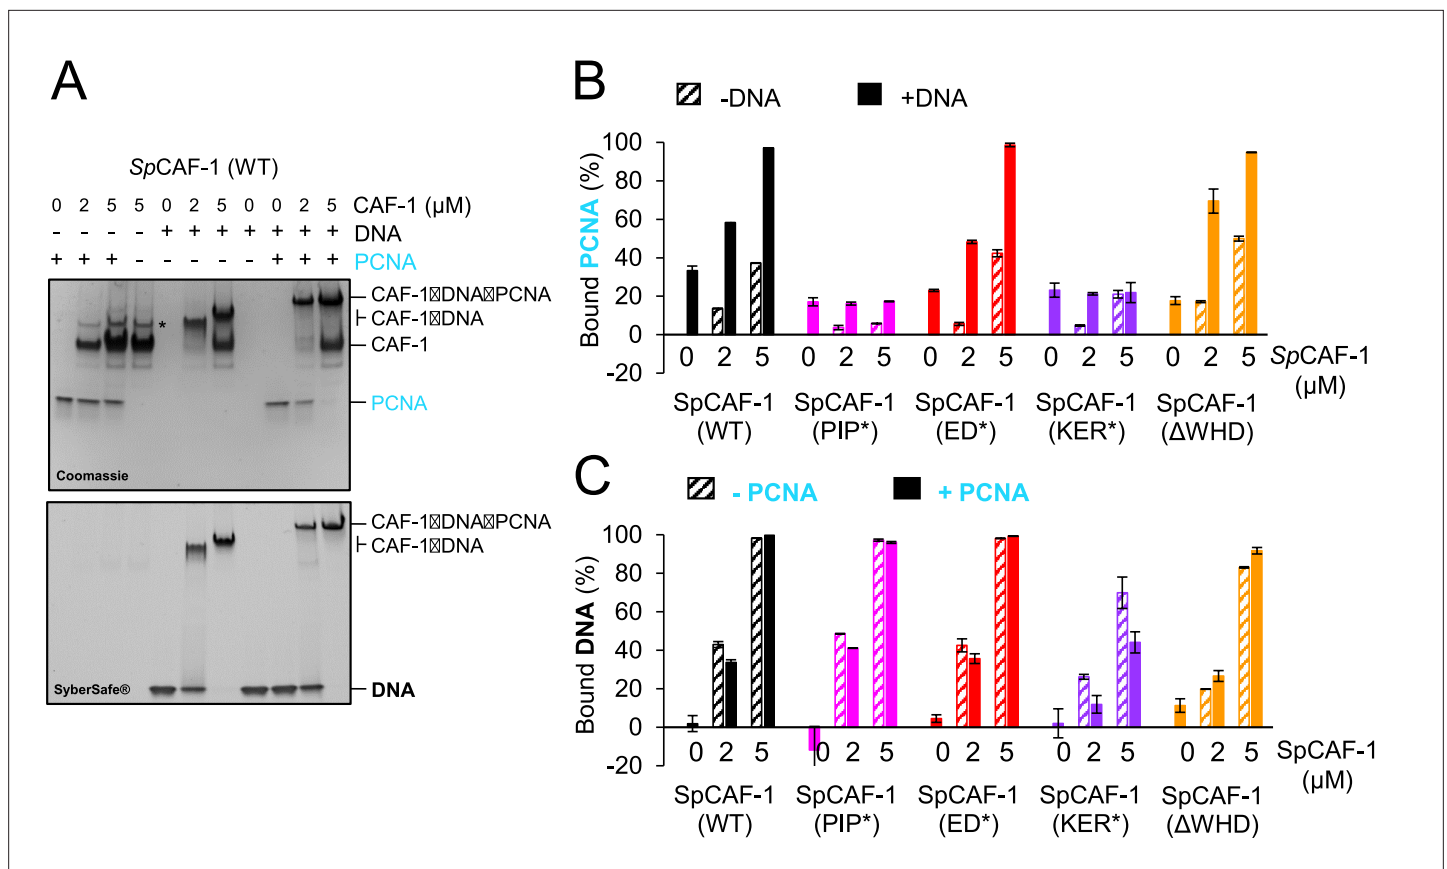 A
SpCAF-1 (WT)
0 2 5 5 0 2 5 0 0 2 5 CAF-1 (µM)
- - - - + + + + + + + DNA
+ + + - - - - - + + + PCNA
CAF-1☒DNA☒PCNA
CAF-1☒DNA
*
CAF-1
PCNA
Coomassie
CAF-1☒DNA☒PCNA
CAF-1☒DNA
SyberSafe®
DNA
B
-DNA +DNA
Bound PCNA (%)
100
80
60
40
20
0
-20
0 2 5 0 2 5 0 2 5 0 2 5 0 2 5 SpCAF-1
(µM)
SpCAF-1 SpCAF-1 SpCAF-1 SpCAF-1 SpCAF-1
(WT) (PIP*) (ED*) (KER*) (ΔWHD)
C
- PCNA + PCNA
Bound DNA (%)
100
80
60
40
20
0
-20
0 2 5 0 2 5 0 2 5 0 2 5 0 2 5 SpCAF-1
(µM)
SpCAF-1 SpCAF-1 SpCAF-1 SpCAF-1 SpCAF-1
(WT) (PIP*) (ED*) (KER*) (ΔWHD)